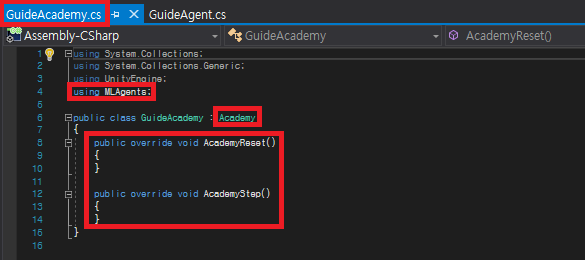 GuideAcademy.cs GuideAgent.cs
Assembly-CSharp GuideAcademy AcademyReset()
1 using System.Collections;
2 using System.Collections.Generic;
3 using UnityEngine;
4 using MLAgents;
5
6 public class GuideAcademy : Academy
7 {
8 public override void AcademyReset()
9 {
10 }
11
12 public override void AcademyStep()
13 {
14 }
15 }
16